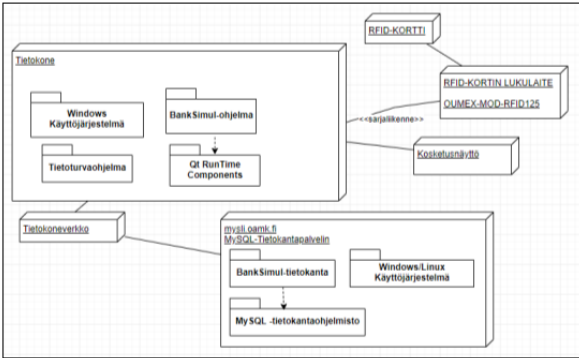 RFID-KORTTI
Tietokone
RFID-KORTIN LUKULAITE
OUMEX-MOD-RFID125
Windows
Käyttöjärjestelmä
BankSimul-ohjelma
<<sarjaliikenne>>
Tietoturvaohjelma
Qt RunTime
Components
Kosketusnäyttö
Tietokoneverkko
mysli.oamk.fi
MySQL-Tietokantapalvelin
BankSimul-tietokanta
Windows/Linux
Käyttöjärjestelmä
MySQL -tietokantaohjelmisto